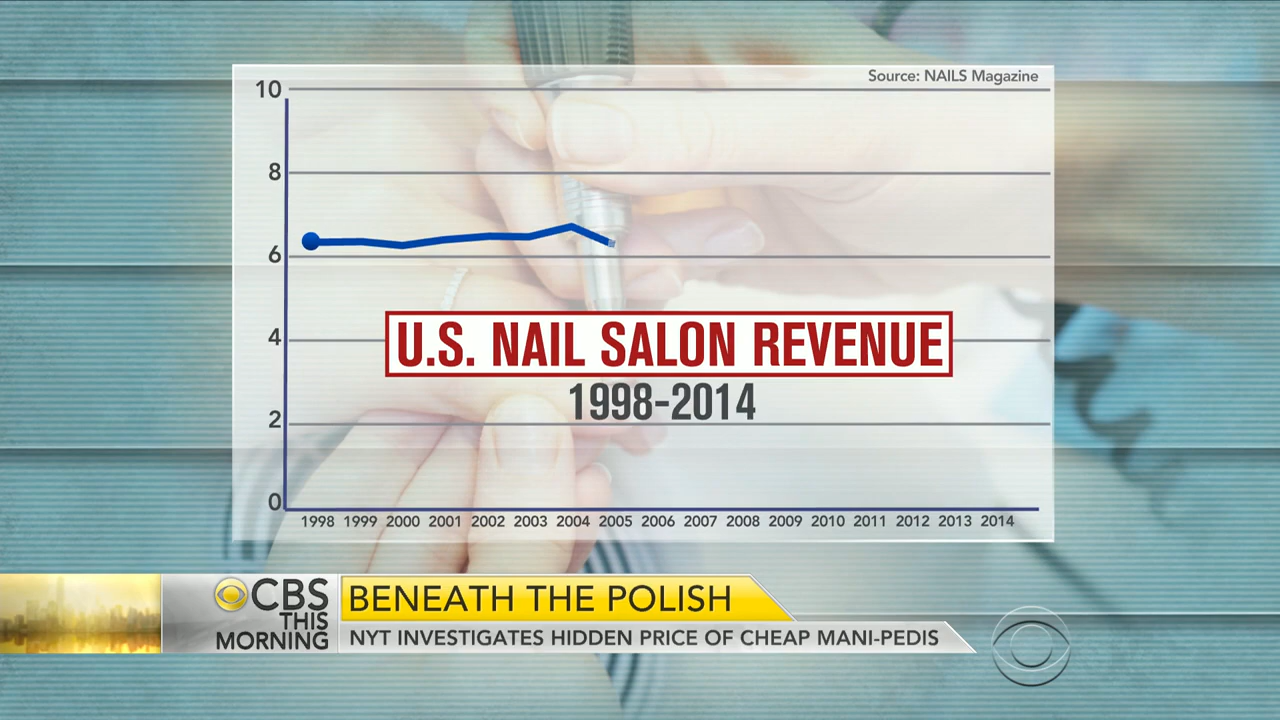 Source: NAILS Magazine
10
8
6
4
2
0
U.S. NAIL SALON REVENUE
1998-2014
1998 1999 2000 2001 2002 2003 2004 2005 2006 2007 2008 2009 2010 2011 2012 2013 2014
CBS
THIS
MORNING
BENEATH THE POLISH
NYT INVESTIGATES HIDDEN PRICE OF CHEAP MANI-PEDIS